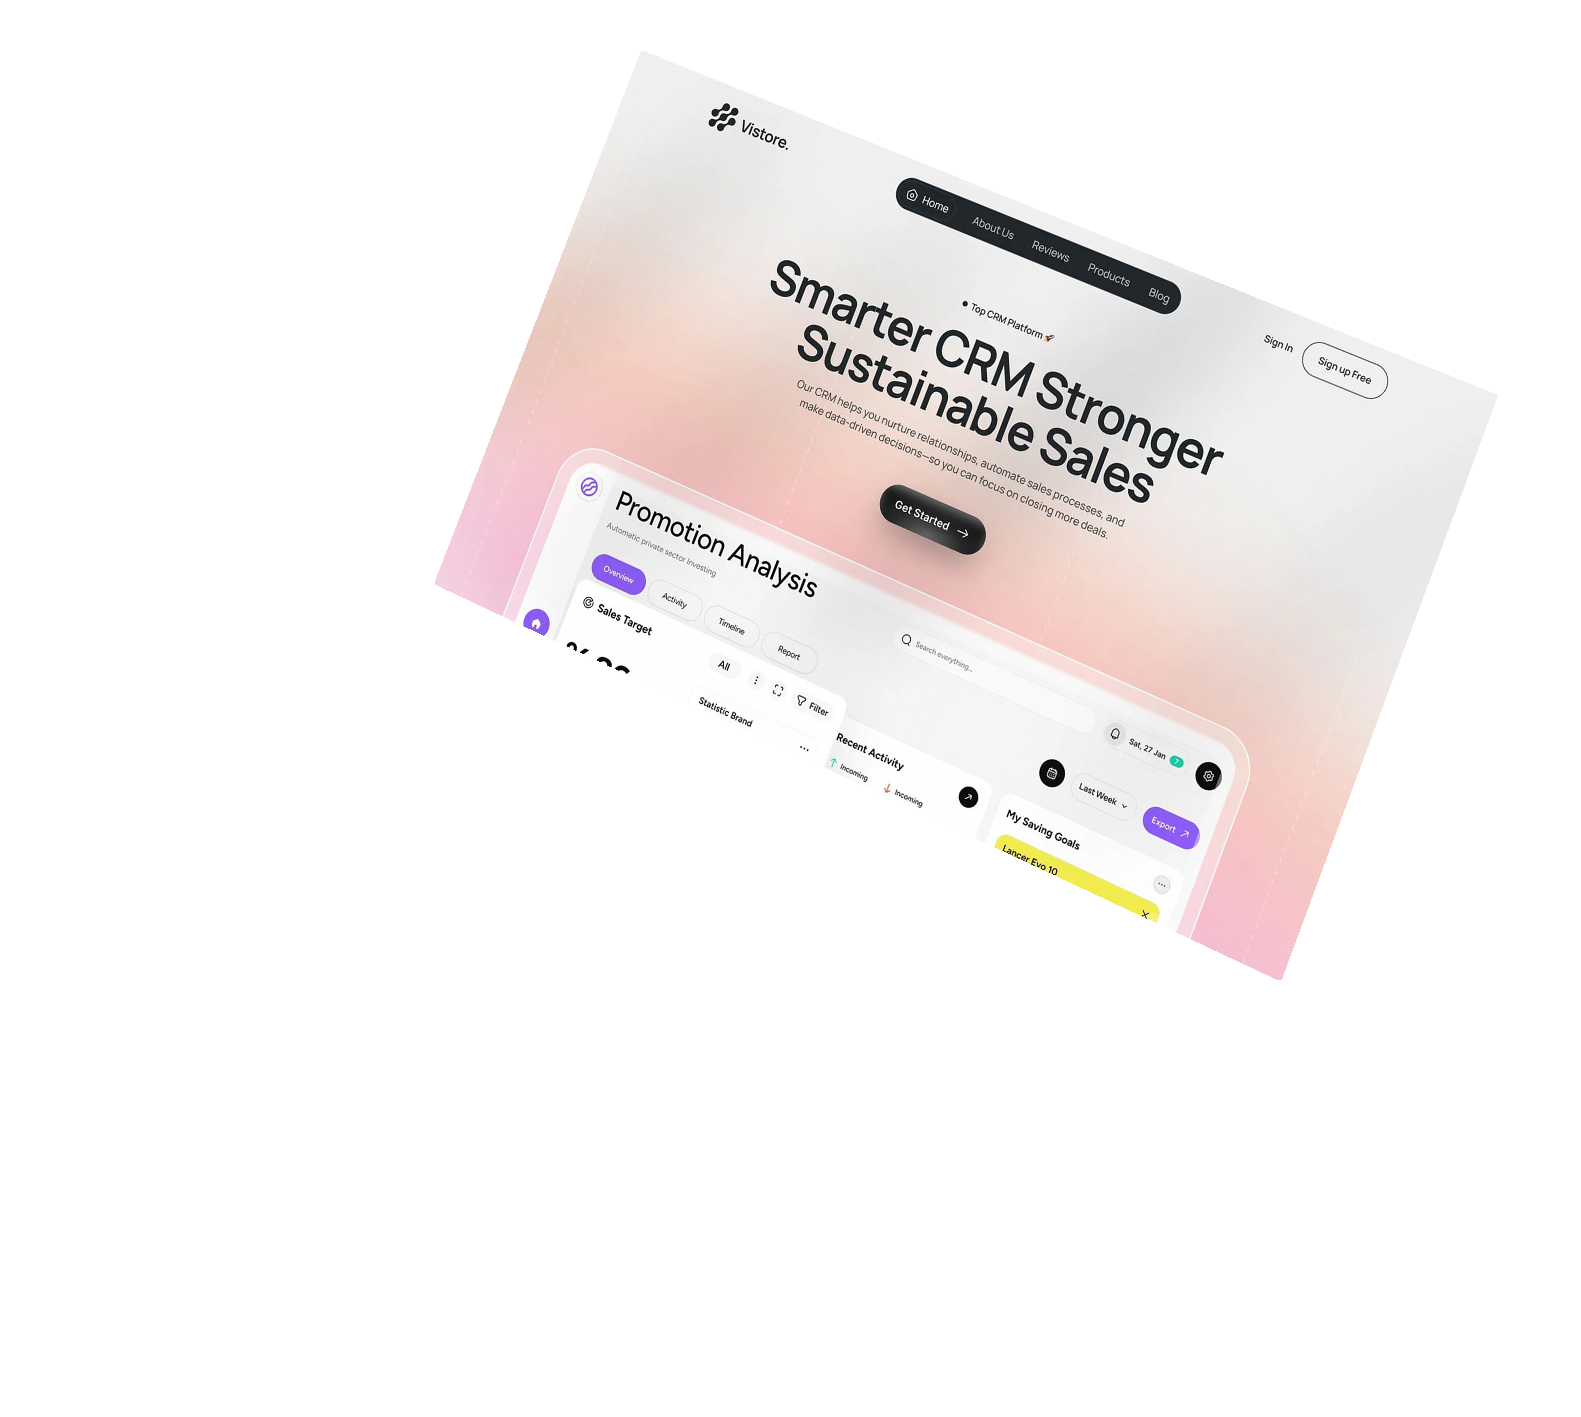 Vistore.
Home
About Us
Reviews
Products
Blog
Sign In
Sign up Free
Top CRM Platform 🚀
Smarter CRM Stronger
Sustainable Sales
Our CRM helps you nurture relationships, automate sales processes, and
make data-driven decisions—so you can focus on closing more deals.
Get Started
Promotion Analysis
Automatic private sector investing
Search everything..
Sat, 27 Jan
7
Overview
Activity
Timeline
Report
Last Week
Export
Sales Target
All
Filter
Statistic Brand
Recent Activity
Incoming
Incoming
My Saving Goals
Lancer Evo 10